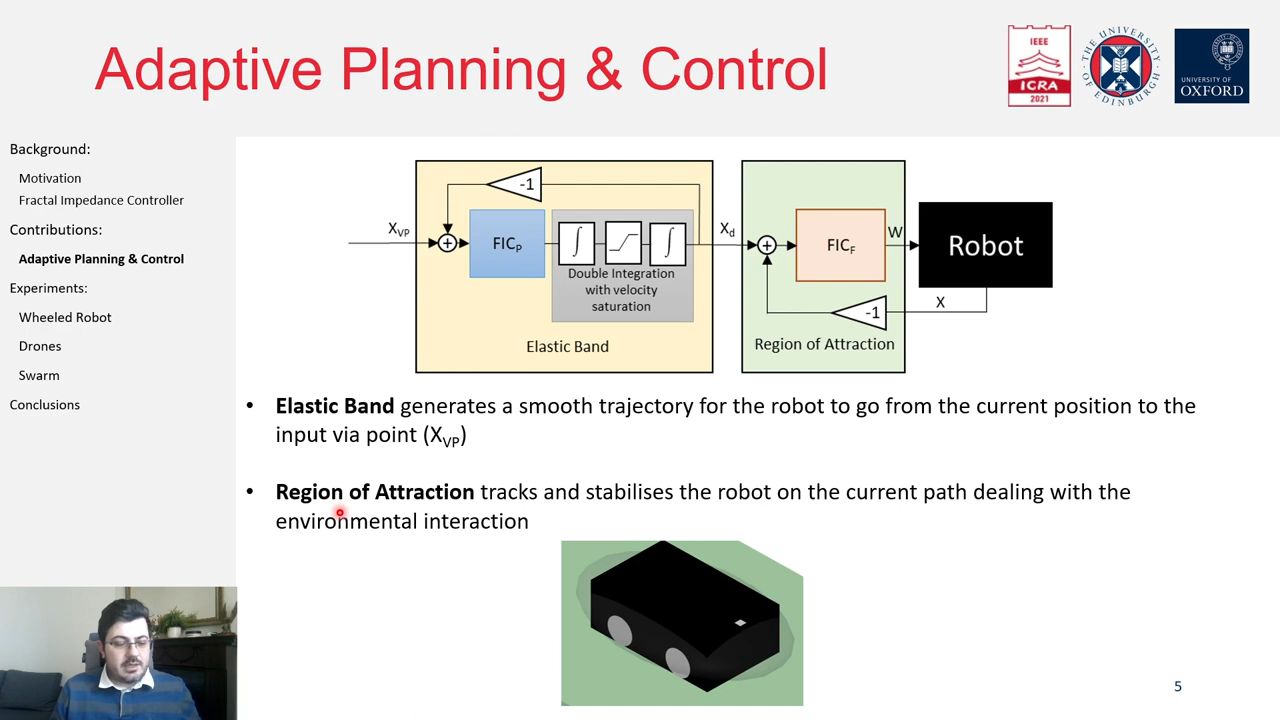 Adaptive Planning & Control
IEEE
ICRA
2021
THE UNIVERSITY OF EDINBURGH
UNIVERSITY OF
OXFORD
Background:
Motivation
Fractal Impedance Controller
Contributions:
Adaptive Planning & Control
Experiments:
Wheeled Robot
Drones
Swarm
Conclusions
-1
X_VP
+
FIC_P
∫
∫
Double Integration
with velocity
saturation
Elastic Band
X_d
+
FIC_F
W
Robot
-1
X
Region of Attraction
• Elastic Band generates a smooth trajectory for the robot to go from the current position to the
input via point (X_VP)
• Region of Attraction tracks and stabilises the robot on the current path dealing with the
environmental interaction
5